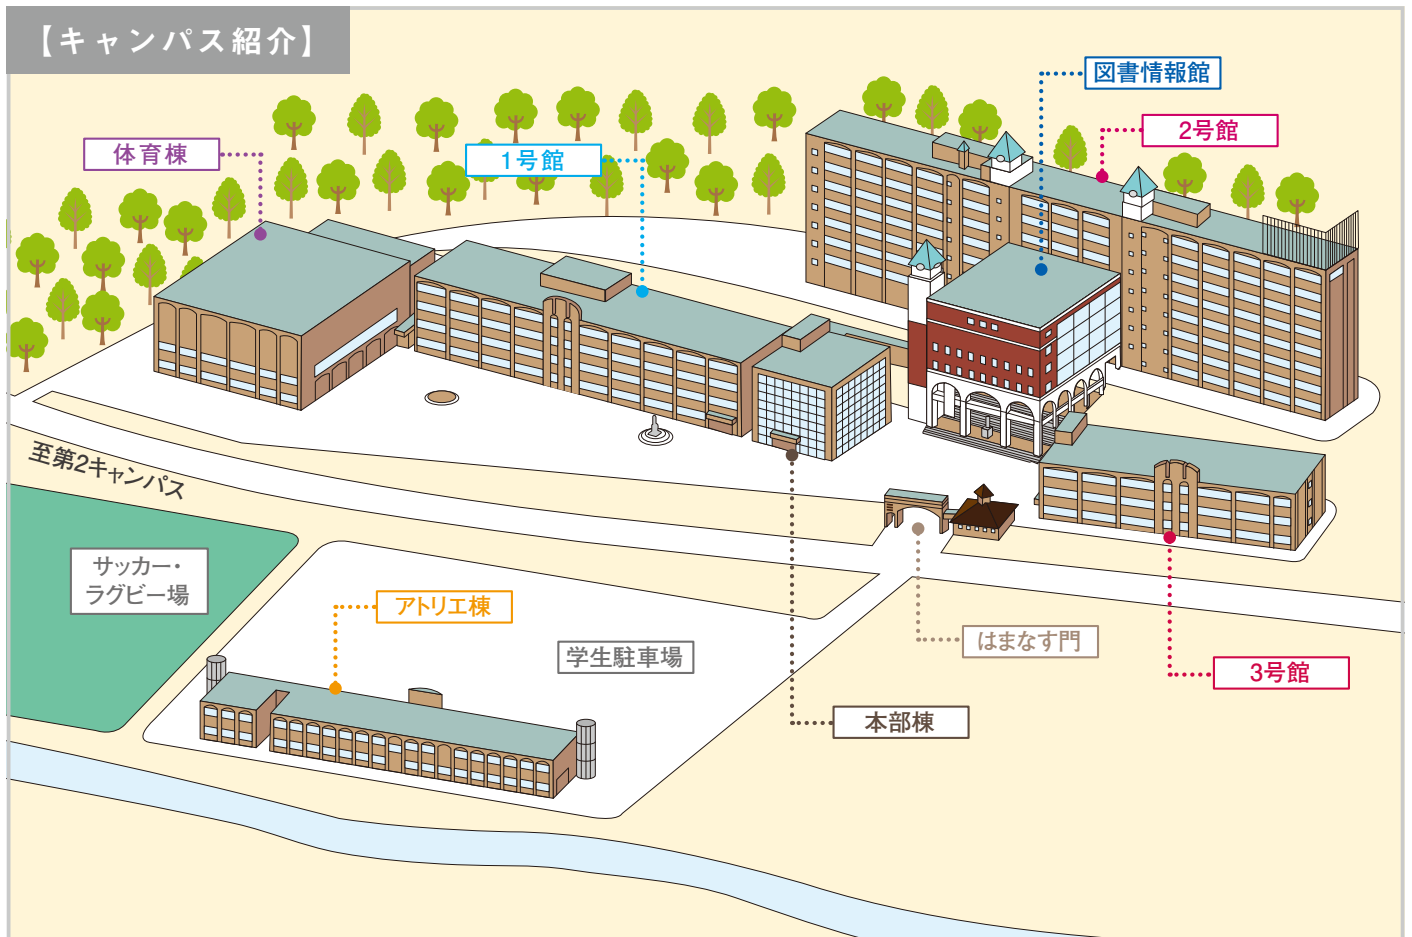 【キャンパス紹介】
図書情報館
2号館
体育棟
1号館
至第2キャンパス
サッカー・
ラグビー場
アトリエ棟
学生駐車場
はまなす門
3号館
本部棟